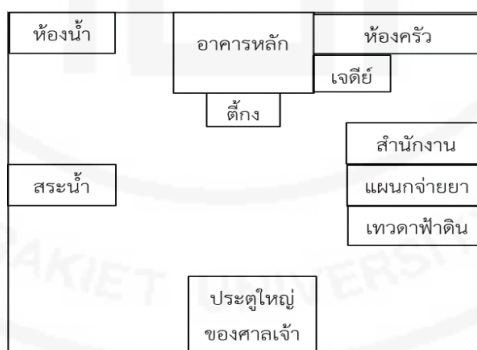 ห้องน้ำ
อาคารหลัก
ห้องครัว
เจดีย์
ตี้กง
สำนักงาน
สระน้ำ
แผนกจ่ายยา
เทวดาฟ้าดิน
ประตูใหญ่
ของศาลเจ้า